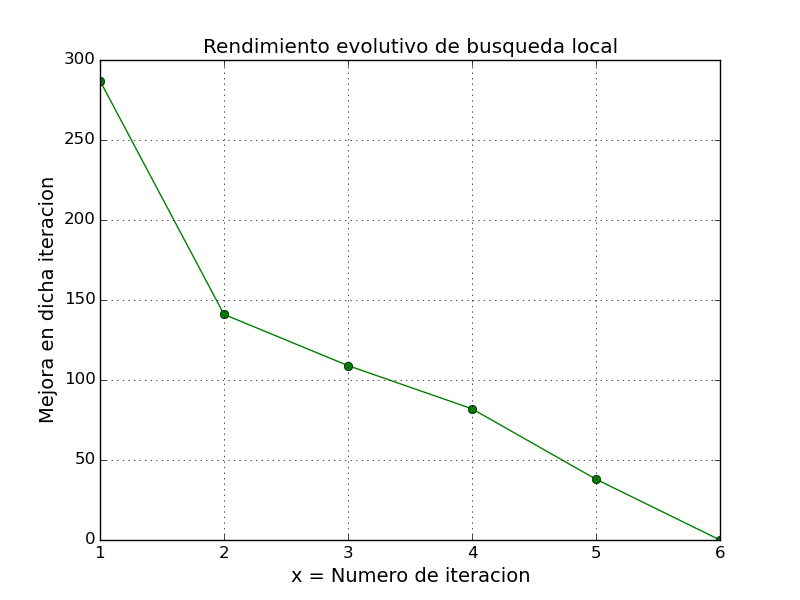 Rendimiento evolutivo de busqueda local
300
250
200
150
100
50
0
Mejora en dicha iteracion
1 2 3 4 5 6
x = Numero de iteracion